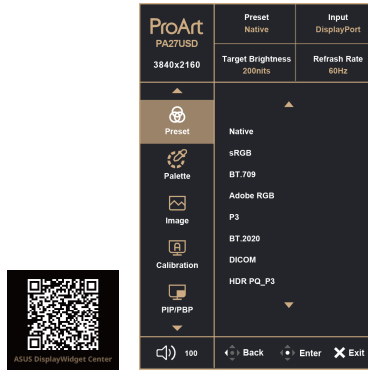 ProArt
PA27USD
3840x2160
Preset
Native
Input
DisplayPort
Target Brightness
200nits
Refrash Rate
60Hz
Preset
Palette
Image
Calibration
PIP/PBP
Native
sRGB
BT.709
Adobe RGB
P3
BT.2020
DICOM
HDR PQ_P3
100
Back
Enter
Exit
A
ASUS DisplayWidget Center